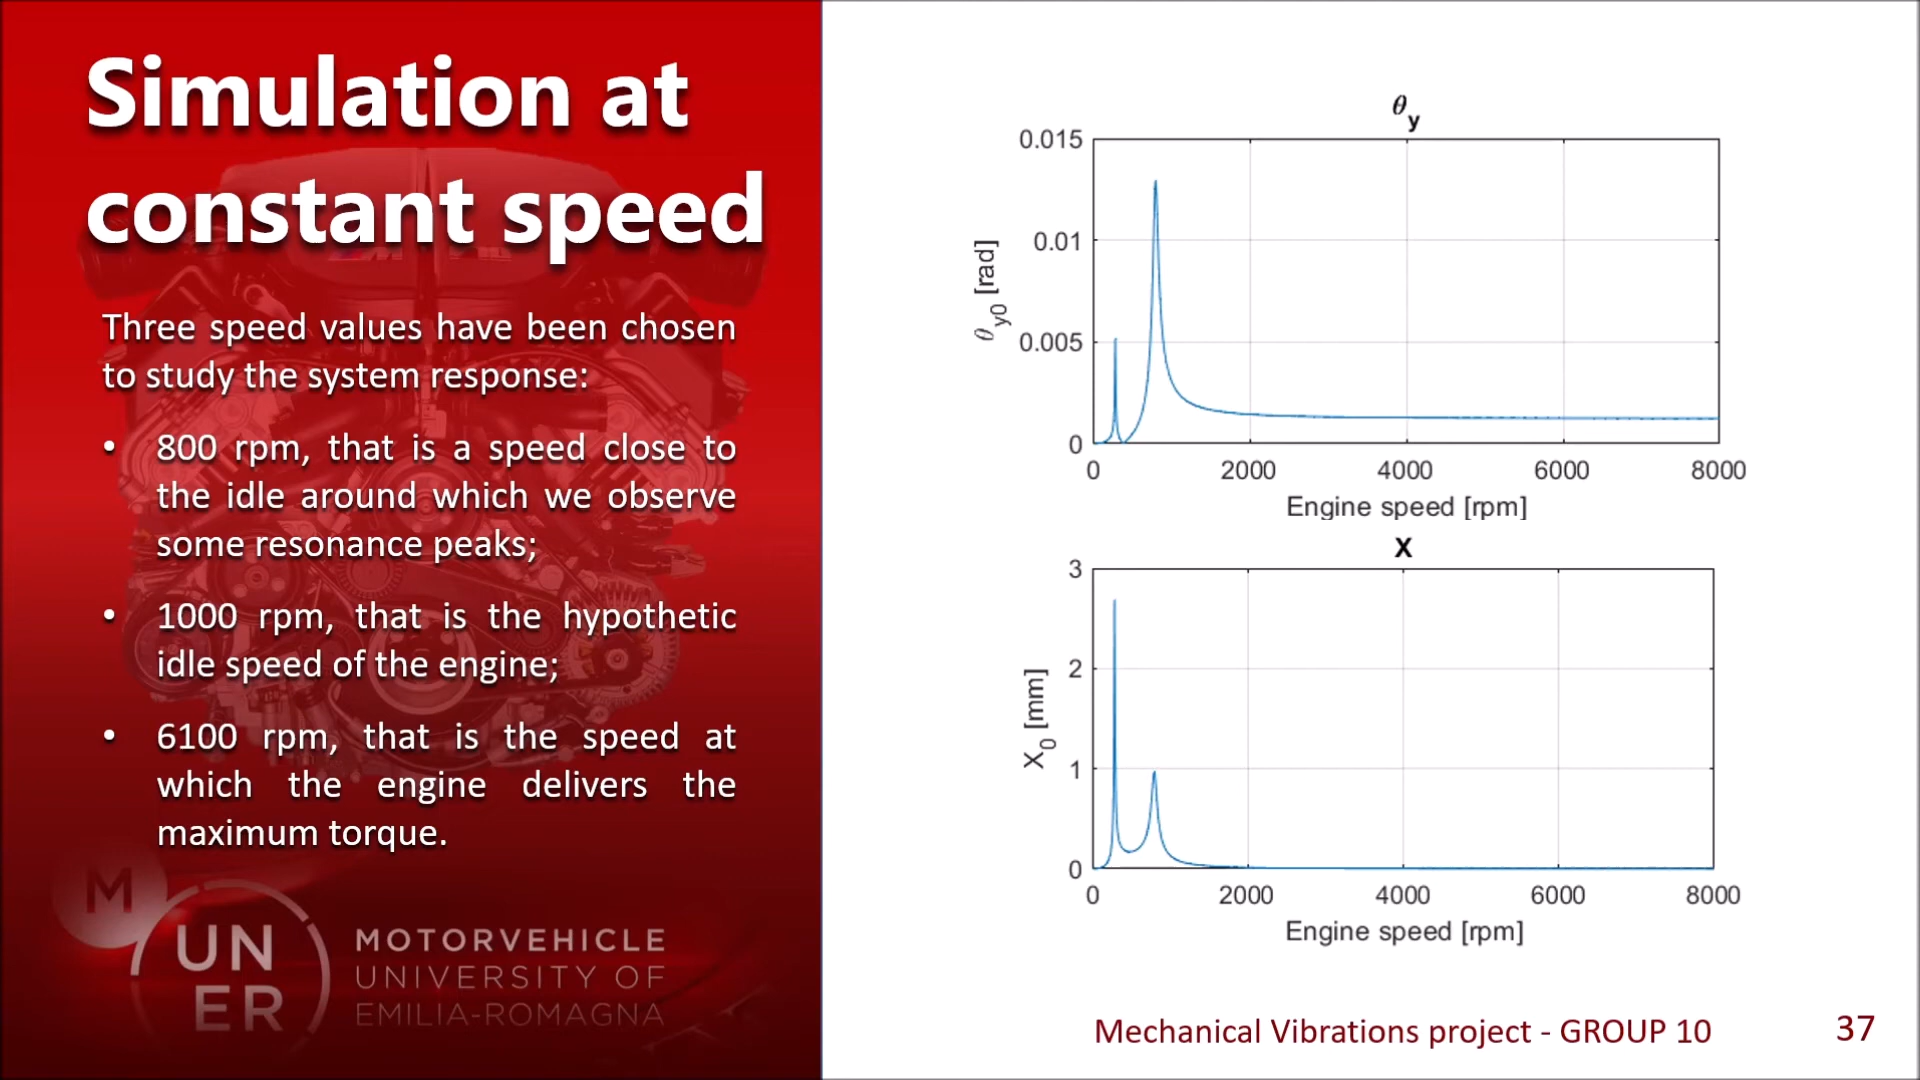 Simulation at
constant speed
Three speed values have been chosen
to study the system response:
• 800 rpm, that is a speed close to
the idle around which we observe
some resonance peaks;
• 1000 rpm, that is the hypothetic
idle speed of the engine;
• 6100 rpm, that is the speed at
which the engine delivers the
maximum torque.
M
UN
ER
MOTORVEHICLE
UNIVERSITY OF
EMILIA-ROMAGNA
θy
0.015
0.01
0.005
0
θy0 [rad]
0 2000 4000 6000 8000
Engine speed [rpm]
X
3
2
1
0
X0 [mm]
0 2000 4000 6000 8000
Engine speed [rpm]
Mechanical Vibrations project - GROUP 10
37